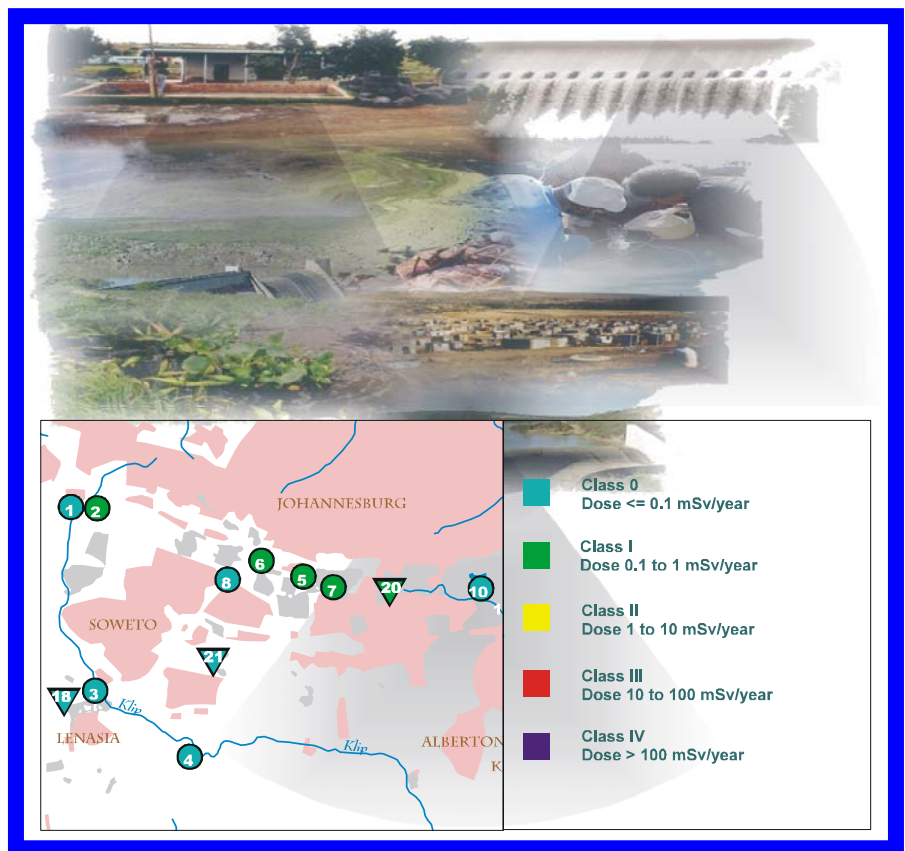 JOHANNESBURG
1
2
6
5
8
7
20
10
1
SOWETO
21
18
3
Klip
LENASIA
Klip
ALBERTON
4
K
Class 0
Dose <= 0.1 mSv/year
Class I
Dose 0.1 to 1 mSv/year
Class II
Dose 1 to 10 mSv/year
Class III
Dose 10 to 100 mSv/year
Class IV
Dose > 100 mSv/year